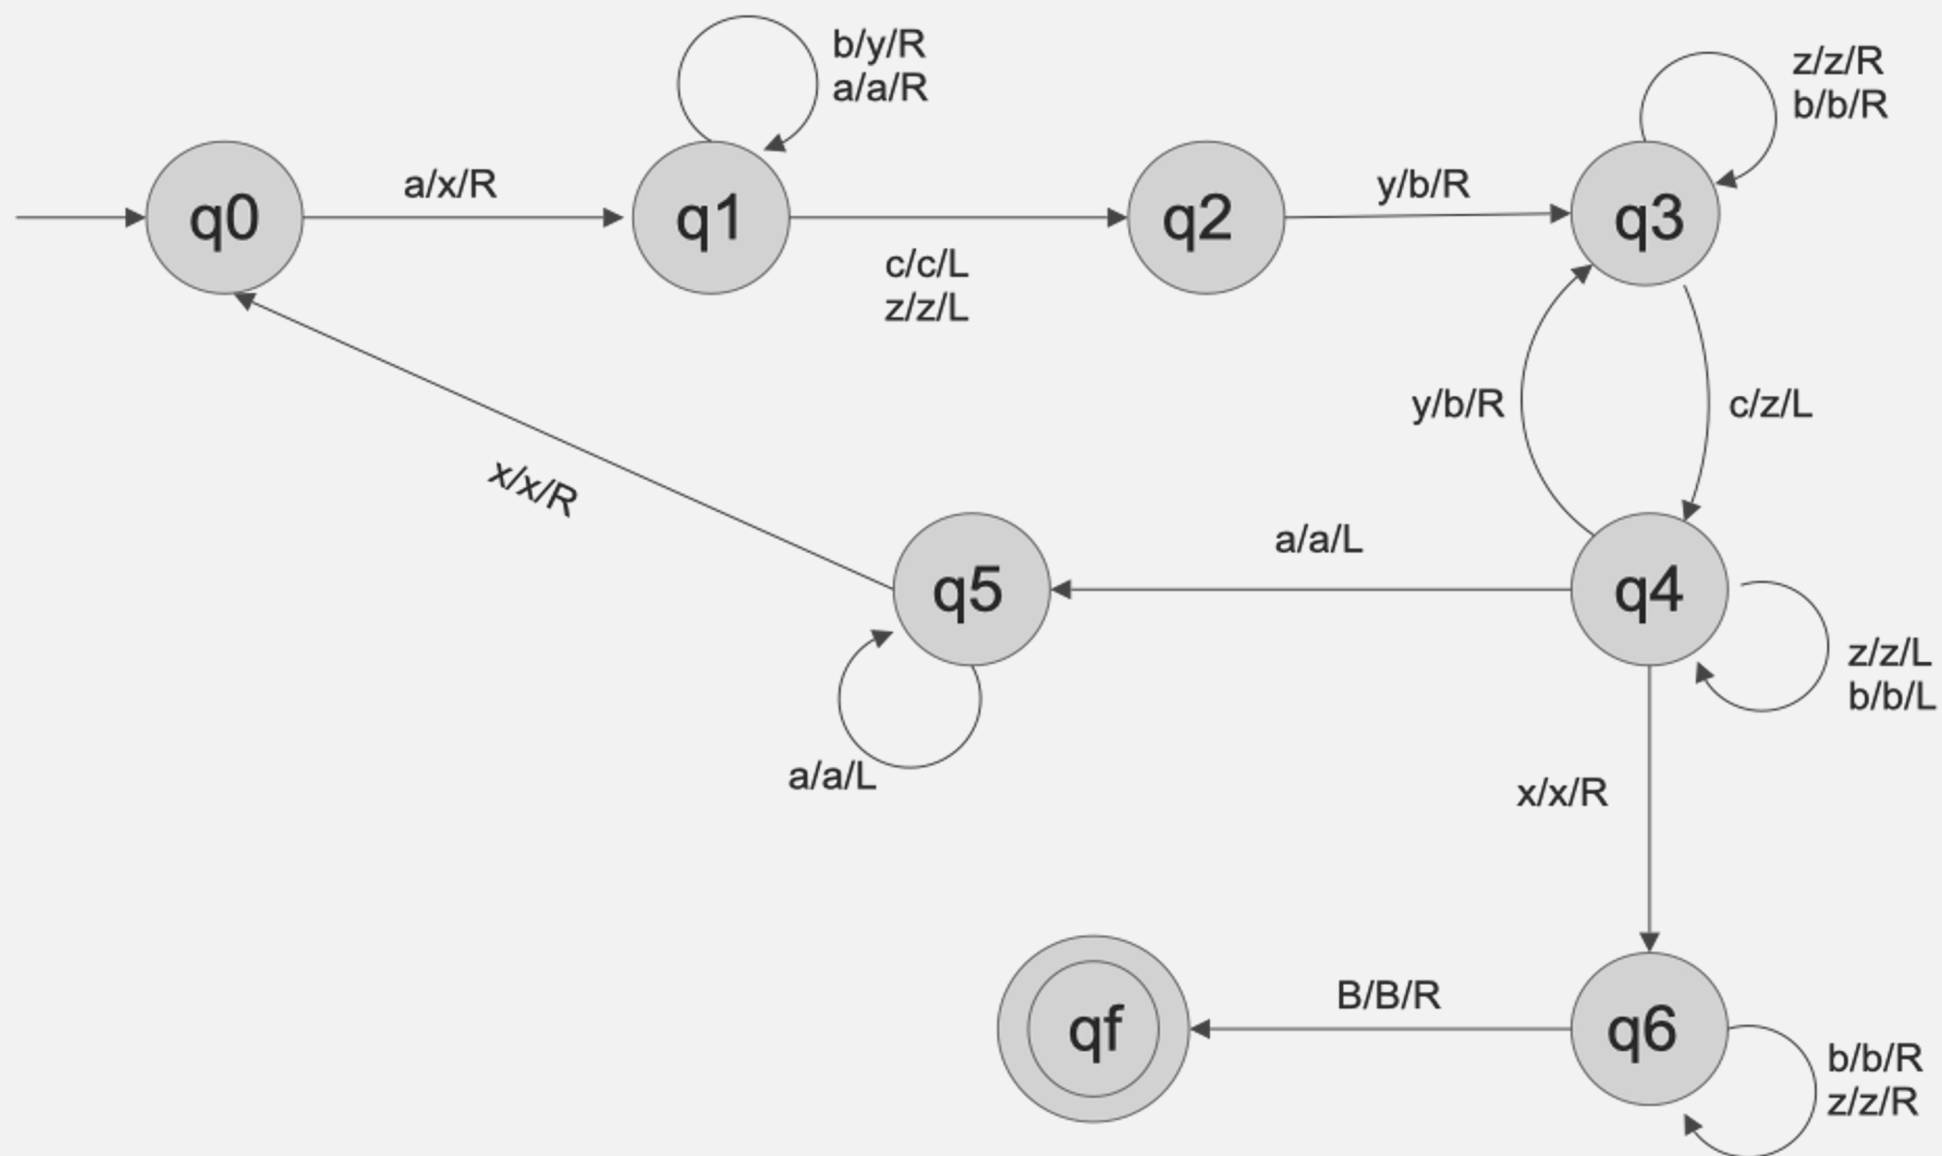 b/y/R
a/a/R
z/z/R
b/b/R
q0
a/x/R
q1
c/c/L
z/z/L
q2
y/b/R
q3
y/b/R
c/z/L
x/x/R
q5
a/a/L
a/a/L
q4
z/z/L
b/b/L
x/x/R
qf
B/B/R
q6
b/b/R
z/z/R